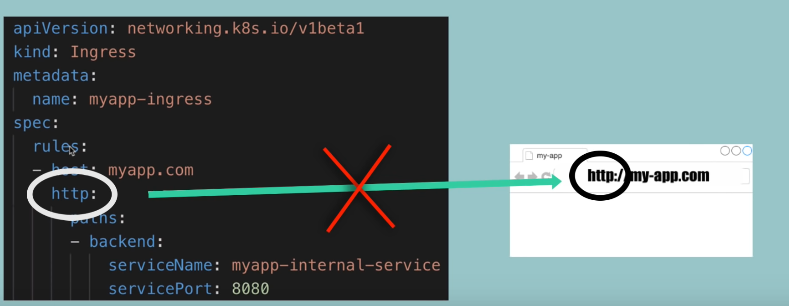 apiVersion: networking.k8s.io/v1beta1
kind: Ingress
metadata:
name: myapp-ingress
spec:
rules:
- host: myapp.com
http:
paths:
- backend:
serviceName: myapp-internal-service
servicePort: 8080
my-app
http://my-app.com